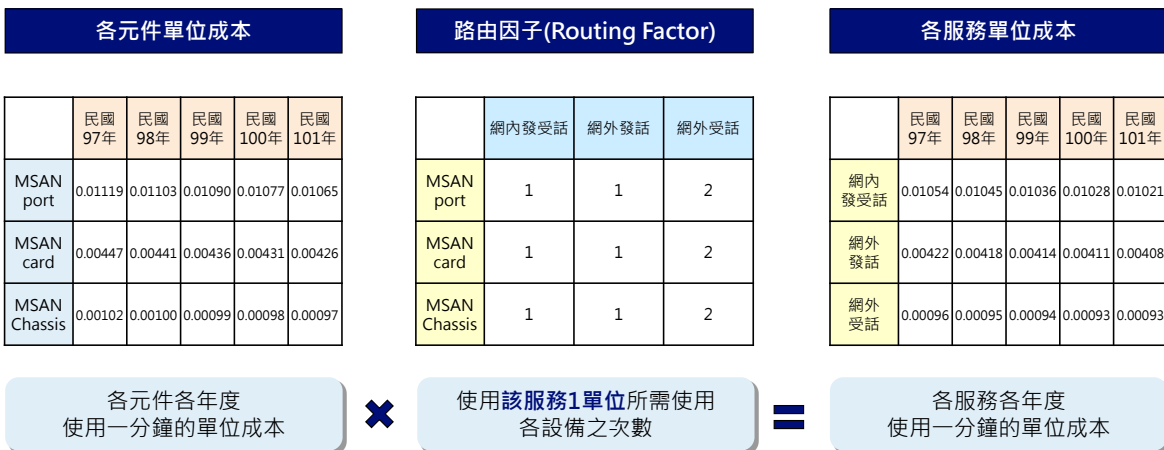 各元件單位成本
路由因子(Routing Factor)
各服務單位成本
民國 民國 民國 民國 民國
97年 98年 99年 100年 101年
MSAN
port
0.01119 0.01103 0.01090 0.01077 0.01065
MSAN
card
0.00447 0.00441 0.00436 0.00431 0.00426
MSAN
Chassis
0.00102 0.00100 0.00099 0.00098 0.00097
網內發受話 網外發話 網外受話
MSAN
port
1 1 2
MSAN
card
1 1 2
MSAN
Chassis
1 1 2
民國 民國 民國 民國 民國
97年 98年 99年 100年 101年
網內
發受話
0.01054 0.01045 0.01036 0.01028 0.01021
網外
發話
0.00422 0.00418 0.00414 0.00411 0.00408
網外
受話
0.00096 0.00095 0.00094 0.00093 0.00093
各元件各年度
使用一分鐘的單位成本
×
使用該服務1單位所需使用
各設備之次數
=
各服務各年度
使用一分鐘的單位成本